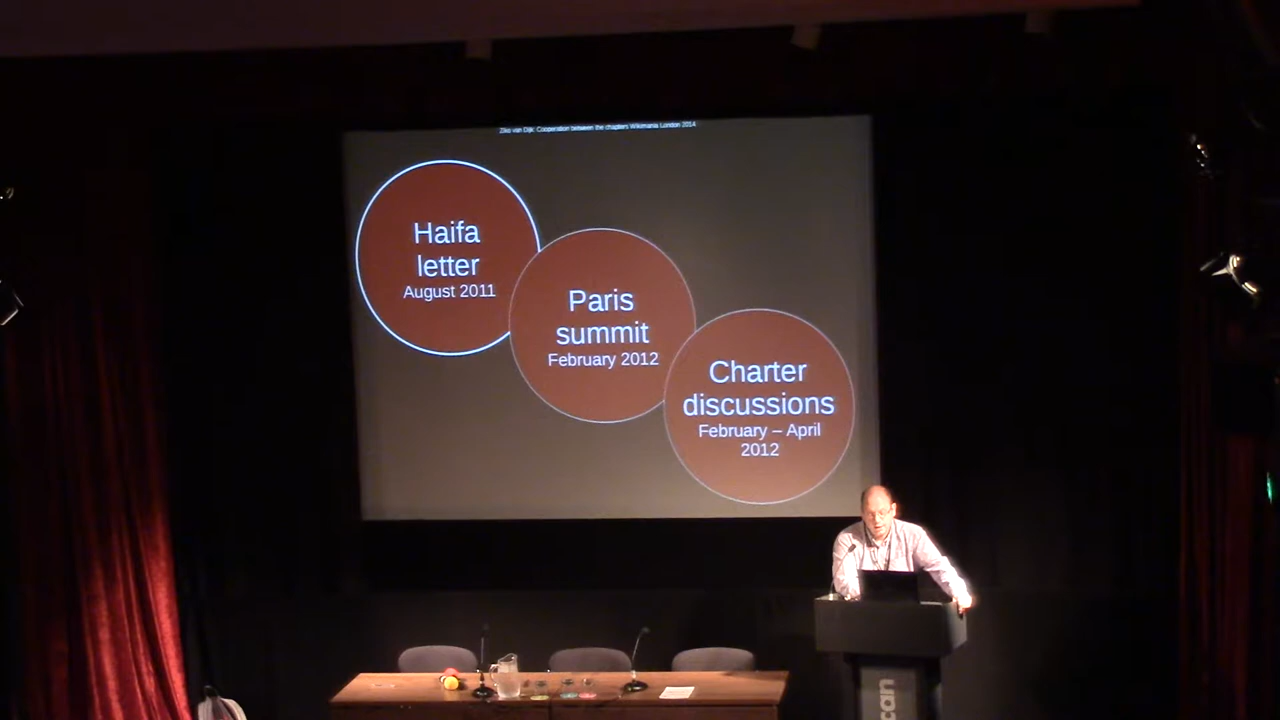 Ziko van Dijk: Cooperation between the chapters Wikimania London 2014
Haifa
letter
August 2011
Paris
summit
February 2012
Charter
discussions
February – April
2012
can